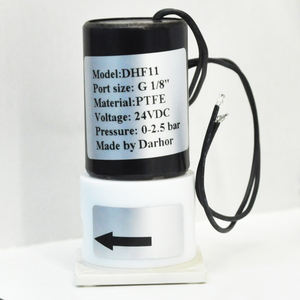 Model:DHF11
Port size: G 1/8"
Material:PTFE
Voltage: 24VDC
Pressure: 0-2.5 bar
Made by Darhor